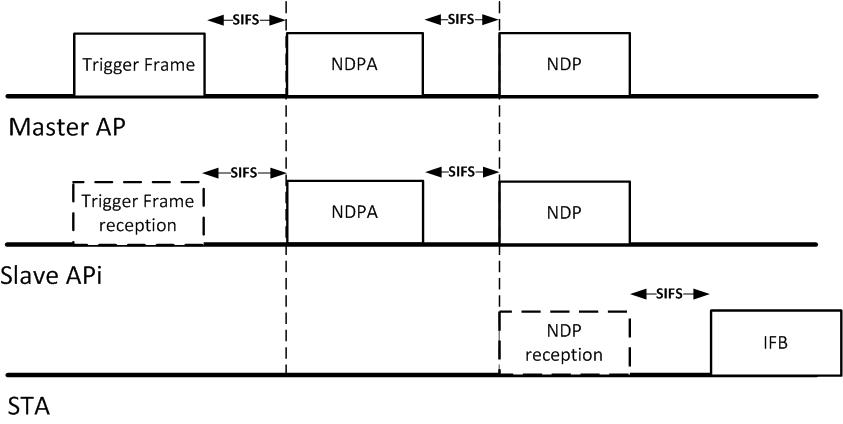 SIFS
SIFS
Trigger Frame
NDPA
NDP
Master AP
SIFS
SIFS
Trigger Frame
reception
NDPA
NDP
Slave APi
SIFS
NDP
reception
IFB
STA